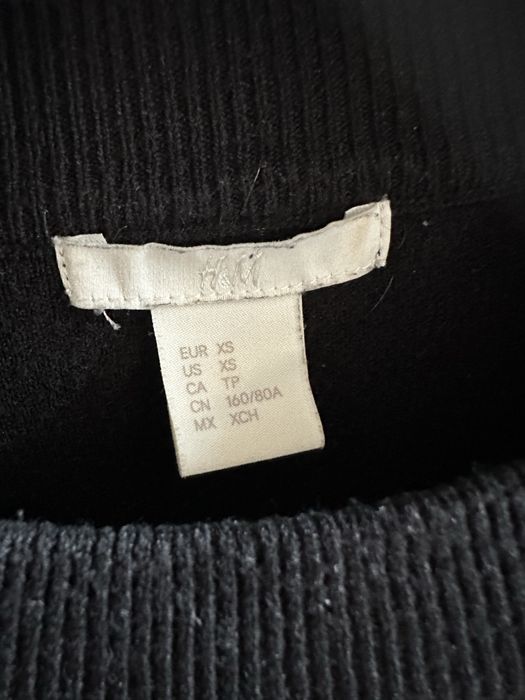 H&M
EUR XS
US XS
CA TP
CN 160/80A
MX XCH